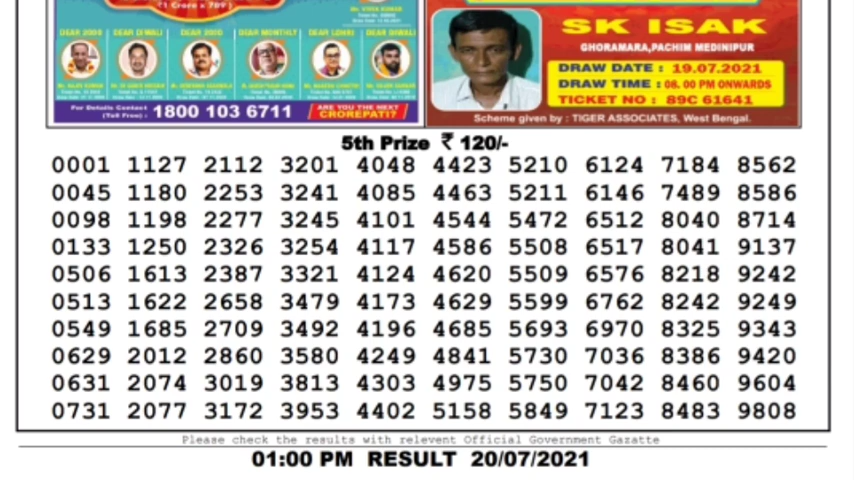 (₹1 Crore x 709)
DEAR 2000 DEAR DIWALI DEAR 2000 DEAR MONTHLY DEAR LOHRI DEAR DIWALI
For Details Contact
(Toll Free) : 1800 103 6711
ARE YOU THE NEXT
CROREPATI?
SK ISAK
GHORAMARA,PACHIM MEDINIPUR
DRAW DATE : 19.07.2021
DRAW TIME : 08. 00 PM ONWARDS
TICKET NO : 89C 61641
Scheme given by : TIGER ASSOCIATES, West Bengal.
5th Prize ₹ 120/-
0001 1127 2112 3201 4048 4423 5210 6124 7184 8562
0045 1180 2253 3241 4085 4463 5211 6146 7489 8586
0098 1198 2277 3245 4101 4544 5472 6512 8040 8714
0133 1250 2326 3254 4117 4586 5508 6517 8041 9137
0506 1613 2387 3321 4124 4620 5509 6576 8218 9242
0513 1622 2658 3479 4173 4629 5599 6762 8242 9249
0549 1685 2709 3492 4196 4685 5693 6970 8325 9343
0629 2012 2860 3580 4249 4841 5730 7036 8386 9420
0631 2074 3019 3813 4303 4975 5750 7042 8460 9604
0731 2077 3172 3953 4402 5158 5849 7123 8483 9808
Please check the results with relevent Official Government Gazatte
01:00 PM RESULT 20/07/2021